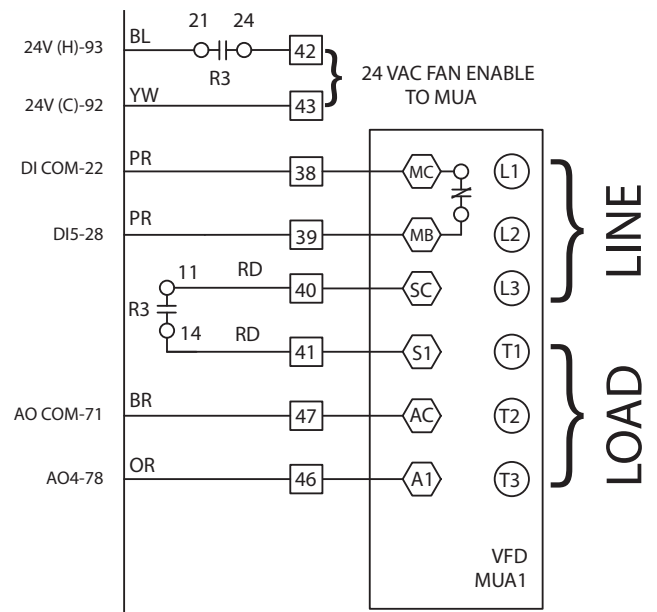 21 24
24V (H)-93 BL 42
R3
24 VAC FAN ENABLE
TO MUA
24V (C)-92 YW 43
DI COM-22 PR 38 MC L1
DI5-28 PR 39 MB L2
LINE
11 RD 40 SC L3
R3
14 RD 41 S1 T1
AO COM-71 BR 47 AC T2
LOAD
AO4-78 OR 46 A1 T3
VFD
MUA1